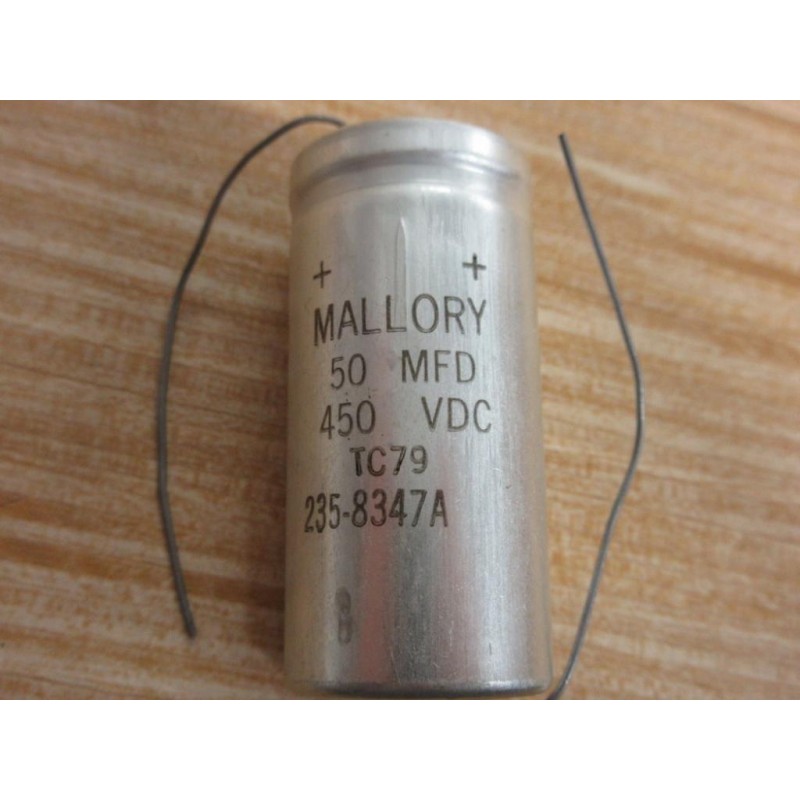 + +
MALLORY
50 MFD
450 VDC
TC79
235-8347A